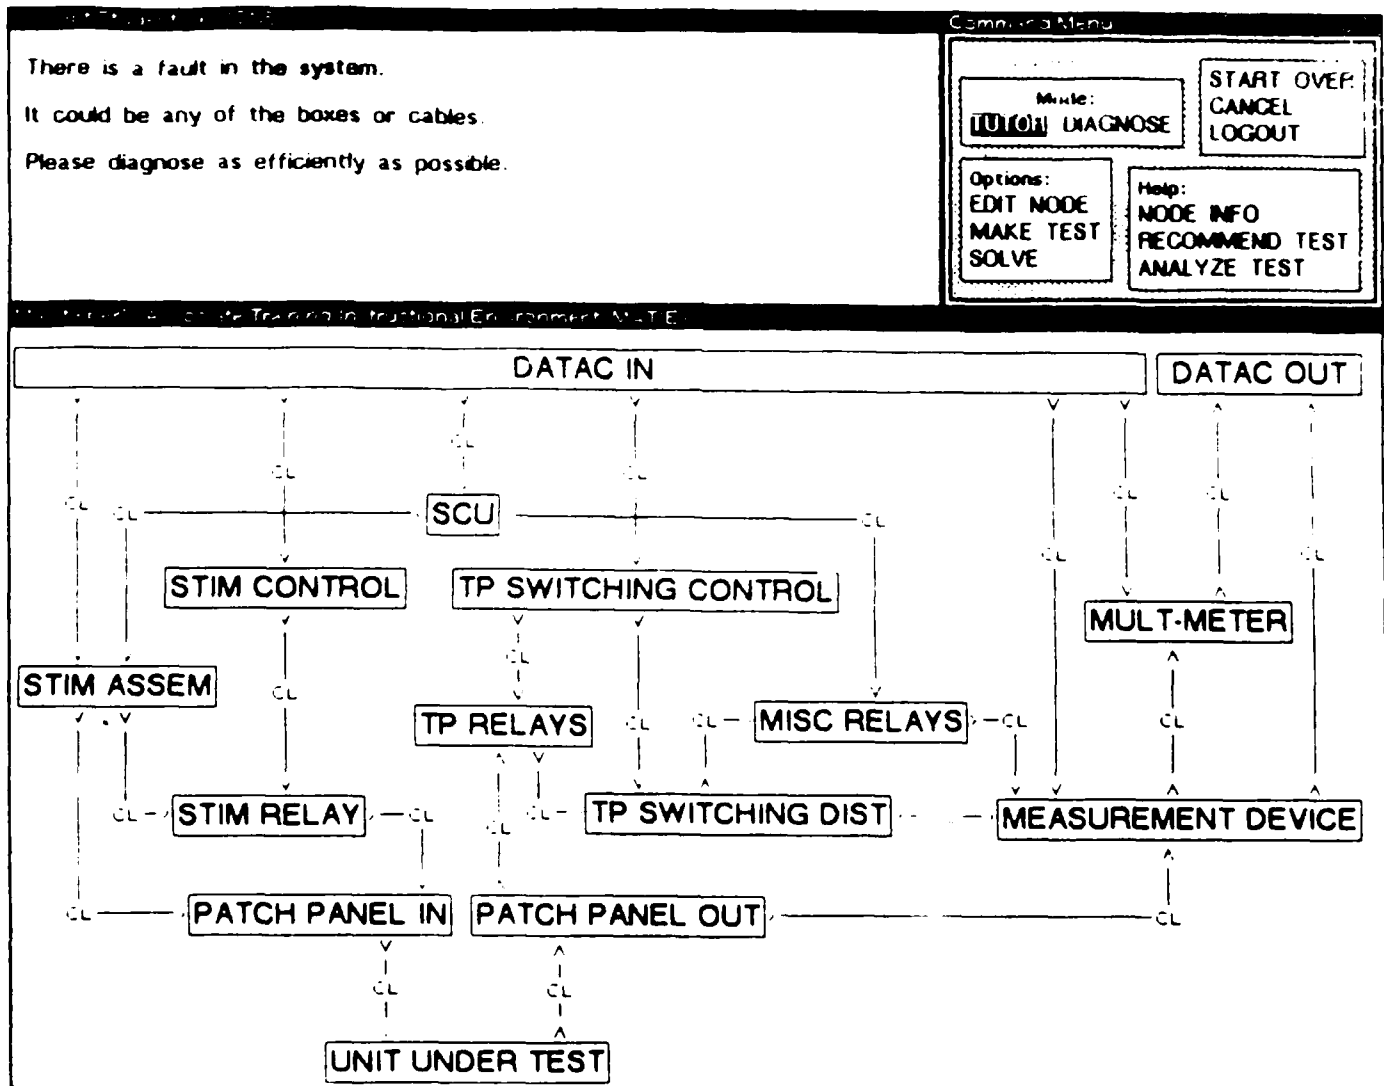 There is a fault in the system.
It could be any of the boxes or cables.
Please diagnose as efficiently as possible.
Command Menu
Mode:
TUTOR DIAGNOSE
START OVER
CANCEL
LOGOUT
Options:
EDIT NODE
MAKE TEST
SOLVE
Help:
NODE INFO
RECOMMEND TEST
ANALYZE TEST
Training Instructional Environment
DATAC IN
DATAC OUT
CL
CL
CL
CL
CL
CL
SCU
CL
CL
CL
CL
STIM CONTROL
TP SWITCHING CONTROL
MULT-METER
CL
STIM ASSEM
CL
TP RELAYS
CL
CL
MISC RELAYS
CL
CL
CL
STIM RELAY
CL
CL
TP SWITCHING DIST
MEASUREMENT DEVICE
CL
CL
PATCH PANEL IN
PATCH PANEL OUT
CL
CL
CL
UNIT UNDER TEST